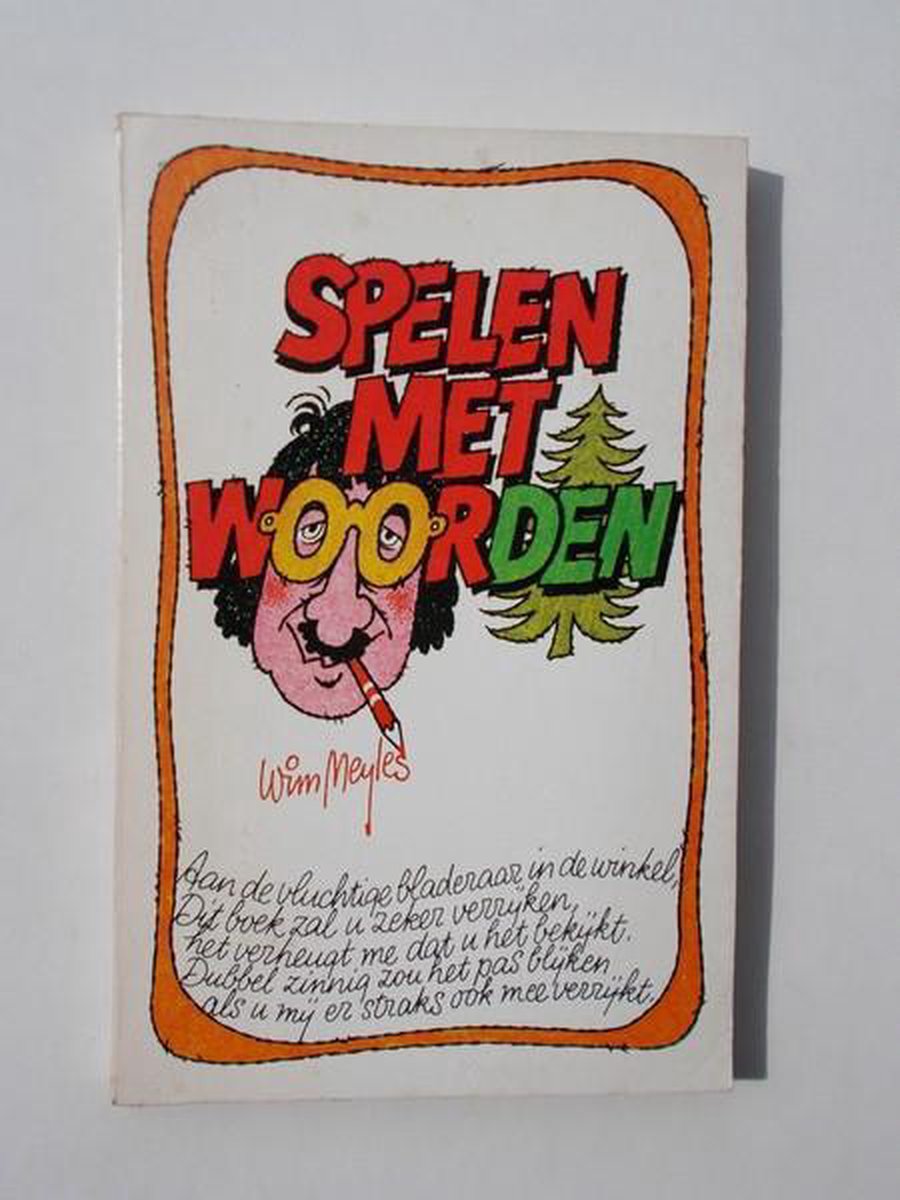 SPELEN
MET
WOORDEN
Wim Meyles
Aan de vluchtige bladeraar in de winkel,
Dit boek zal u zeker verrijken,
het verheugt me dat u het bekijkt.
Dubbel zinnig zou het pas blijken
als u mij er straks ook mee verrijkt.